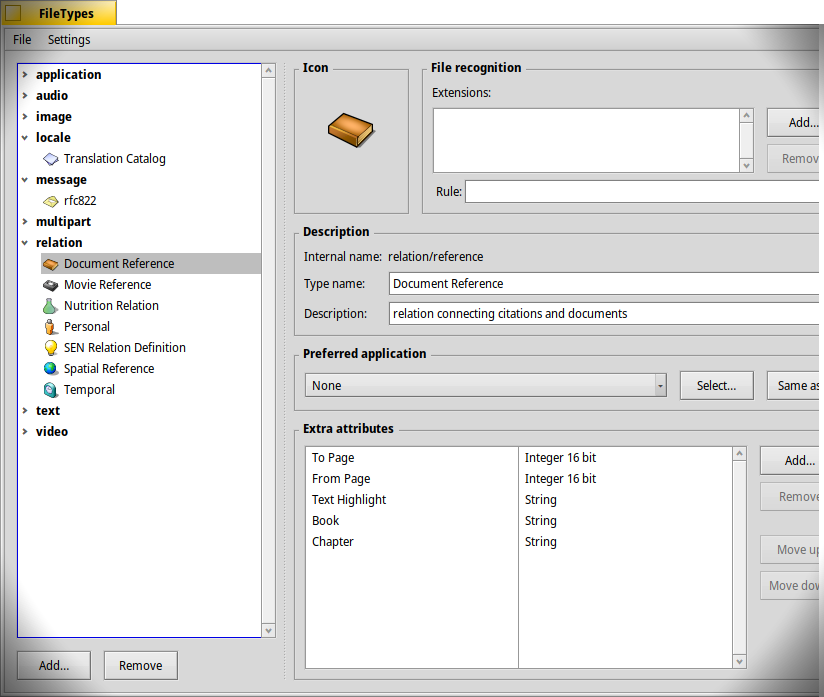 FileTypes
File Settings
application
audio
image
locale
Translation Catalog
message
rfc822
multipart
relation
Document Reference
Movie Reference
Nutrition Relation
Personal
SEN Relation Definition
Spatial Reference
Temporal
text
video
Add... Remove
Icon
File recognition
Extensions:
Add...
Remov
Rule:
Description
Internal name: relation/reference
Type name: Document Reference
Description: relation connecting citations and documents
Preferred application
None Select... Same as
Extra attributes
To Page Integer 16 bit
From Page Integer 16 bit
Text Highlight String
Book String
Chapter String
Add...
Remove
Move up
Move dow